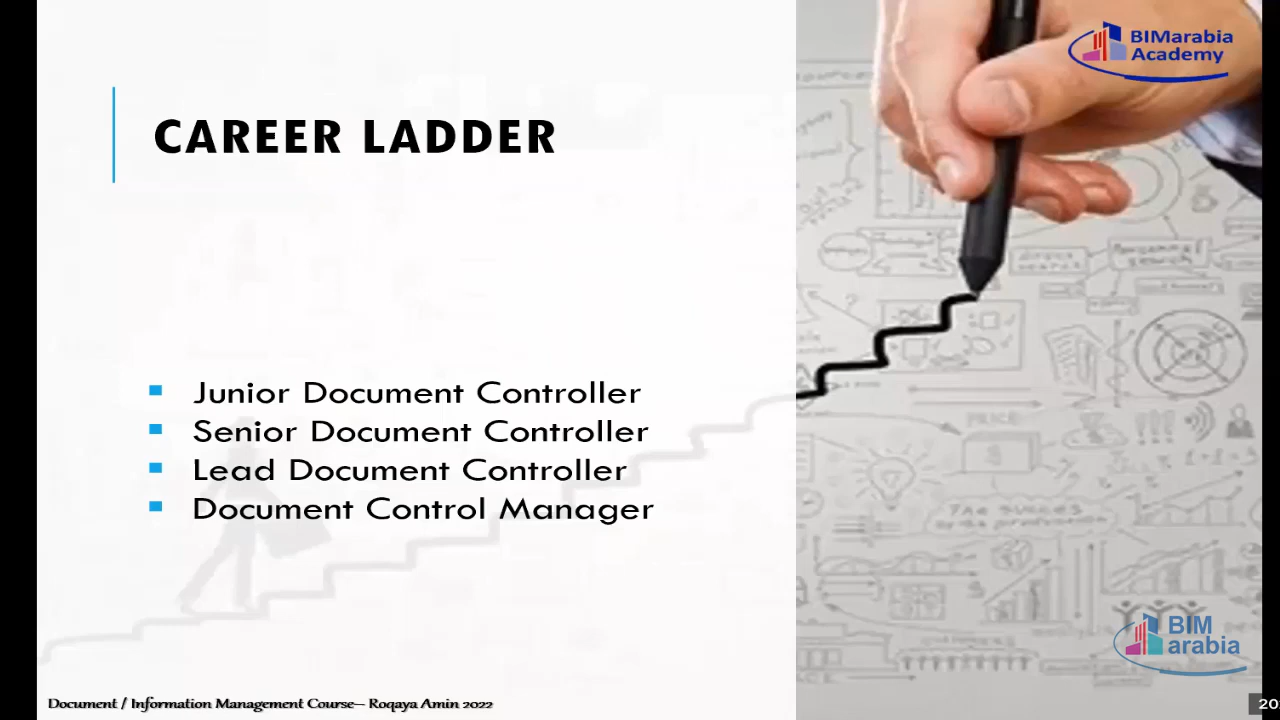 BIMarabia
Academy
CAREER LADDER
Junior Document Controller
Senior Document Controller
Lead Document Controller
Document Control Manager
PRICE
BIM
arabia
Document / Information Management Course– Roqaya Amin 2022
20